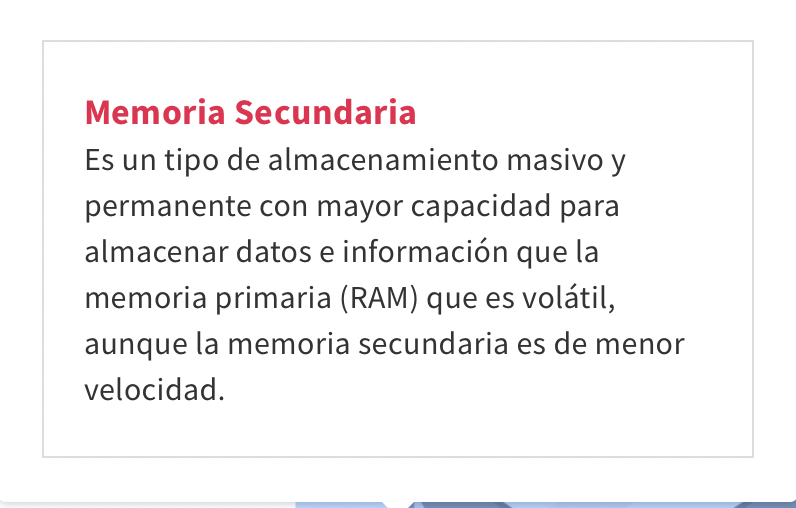 Memoria Secundaria
Es un tipo de almacenamiento masivo y
permanente con mayor capacidad para
almacenar datos e información que la
memoria primaria (RAM) que es volátil,
aunque la memoria secundaria es de menor
velocidad.